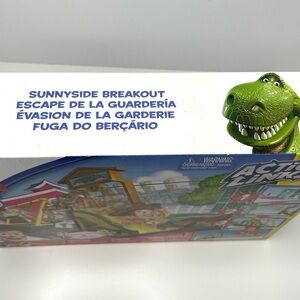 SUNNYSIDE BREAKOUT
ESCAPE DE LA GUARDERÍA
ÉVASION DE LA GARDERIE
FUGA DO BERÇÁRIO
WARNING: